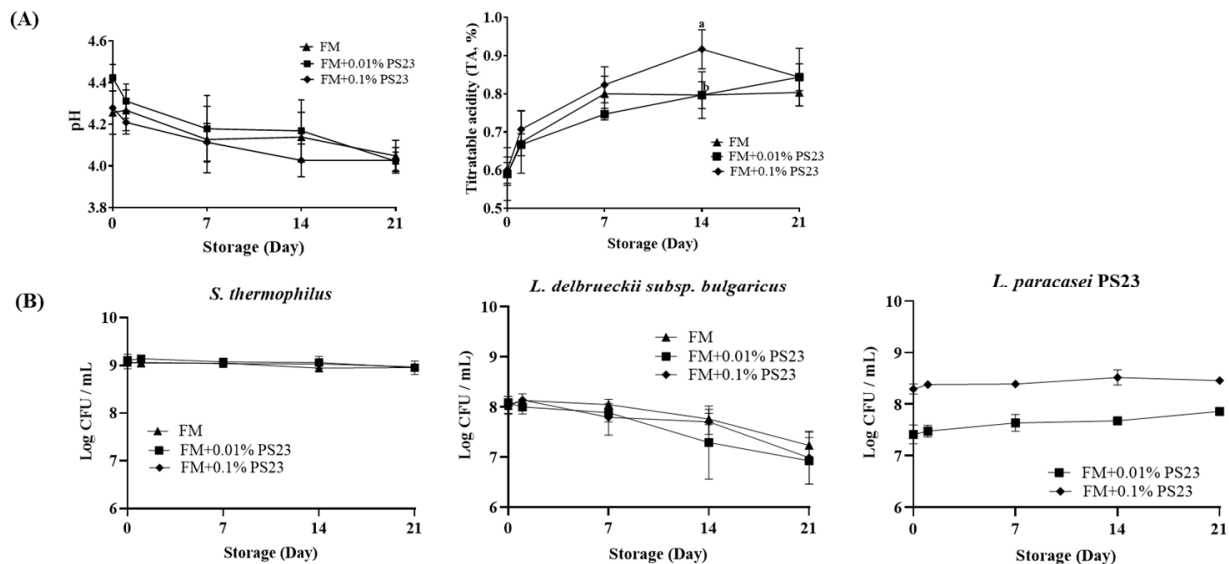 (A)
4.6
4.4
4.2
4.0
3.8
pH
0
7
14
21
Storage (Day)
FM
FM+0.01% PS23
FM+0.1% PS23
1.0
0.9
0.8
0.7
0.6
0.5
Titratable acidity (TA, %)
a
b
0
7
14
21
Storage (Day)
FM
FM+0.01% PS23
FM+0.1% PS23
(B)
S. thermophilus
10
9
8
7
6
Log CFU / mL
0
7
14
21
Storage (Day)
FM
FM+0.01% PS23
FM+0.1% PS23
L. delbrueckii subsp. bulgaricus
10
9
8
7
6
Log CFU / mL
0
7
14
21
Storage (Day)
FM
FM+0.01% PS23
FM+0.1% PS23
L. paracasei PS23
10
9
8
7
6
Log CFU / mL
0
7
14
21
Storage (Day)
FM+0.01% PS23
FM+0.1% PS23